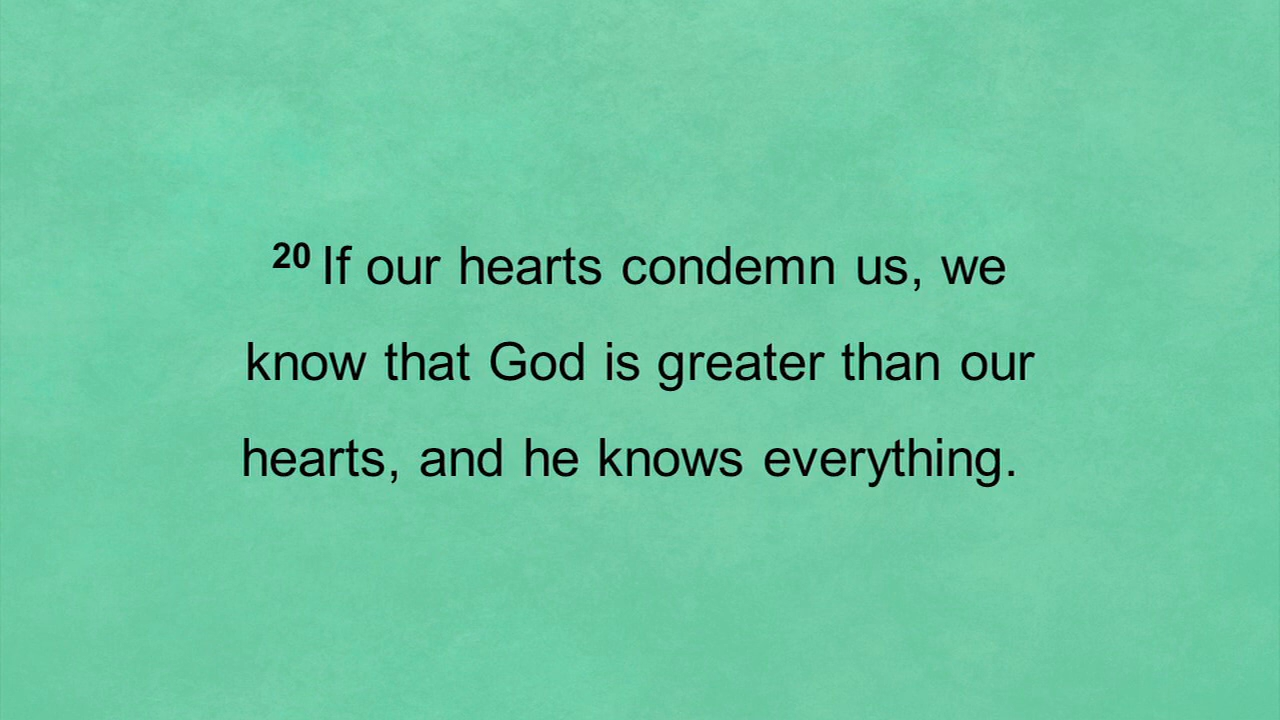 20 If our hearts condemn us, we
know that God is greater than our
hearts, and he knows everything.